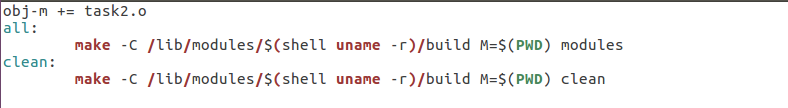 obj-m += task2.o
all:
        make -C /lib/modules/$(shell uname -r)/build M=$(PWD) modules
clean:
        make -C /lib/modules/$(shell uname -r)/build M=$(PWD) clean